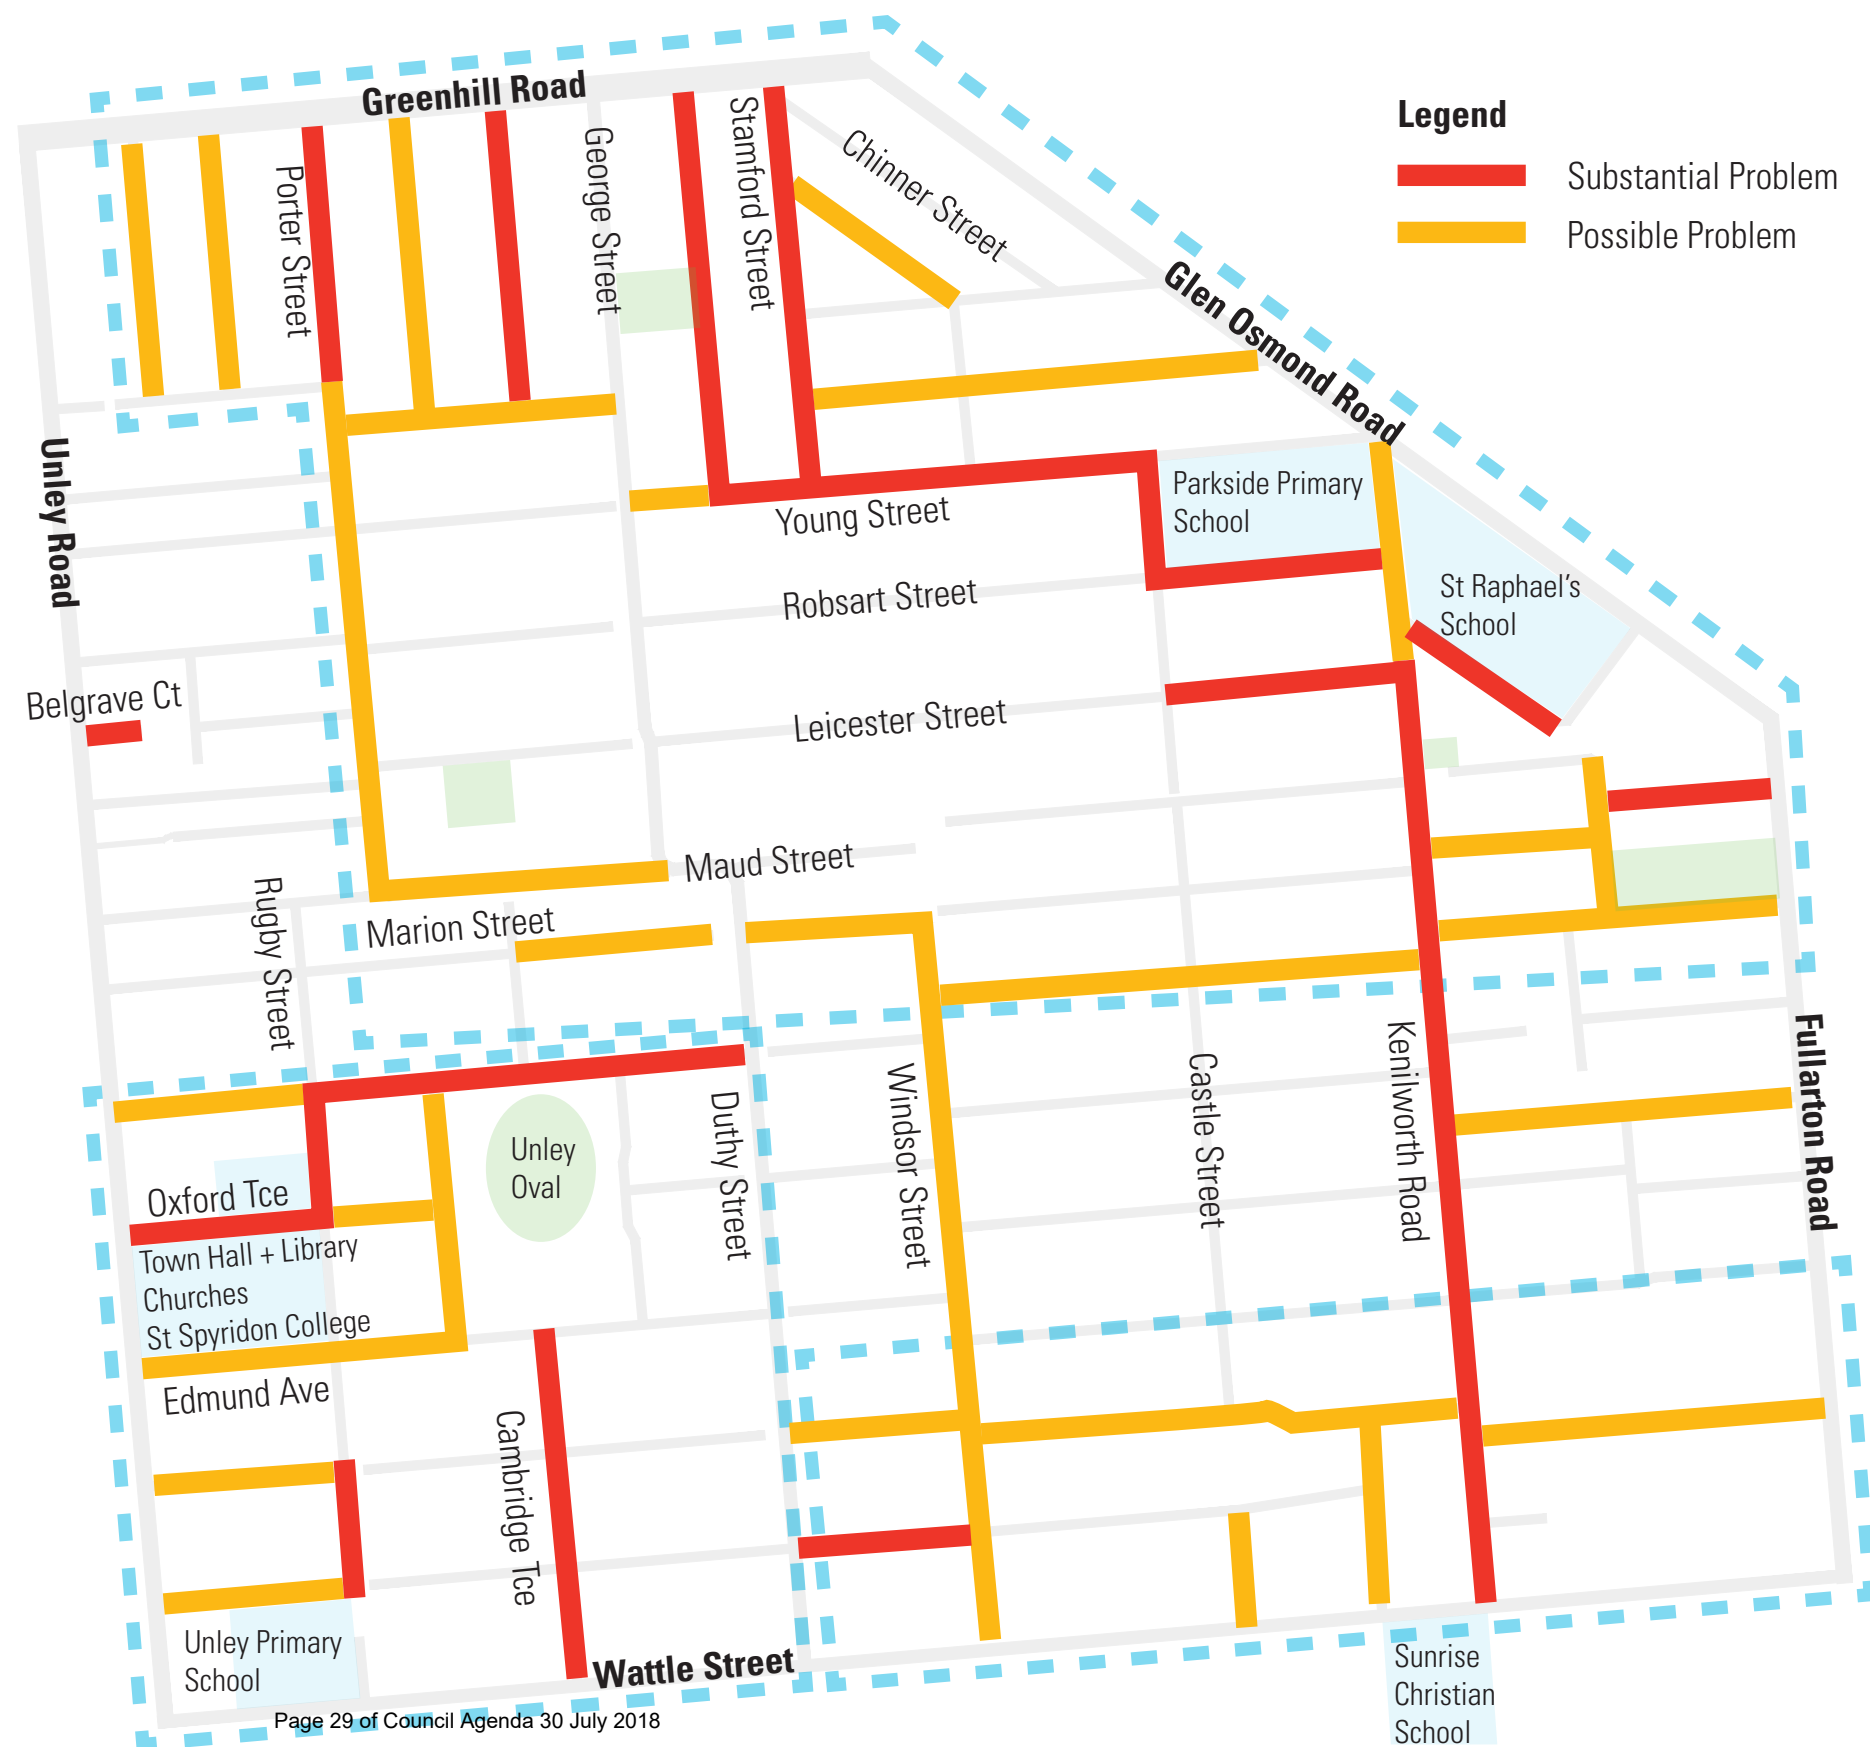 Greenhill Road
Legend
Substantial Problem
Possible Problem
Porter Street
George Street
Stamford Street
Chinner Street
Glen Osmond Road
Unley Road
Young Street
Parkside Primary
School
Robsart Street
St Raphael's
School
Belgrave Ct
Leicester Street
Maud Street
Rugby Street
Marion Street
Fullarton Road
Kenilworth Road
Castle Street
Windsor Street
Duthy Street
Unley
Oval
Oxford Tce
Town Hall + Library
Churches
St Spyridon College
Edmund Ave
Cambridge Tce
Unley Primary
School
Wattle Street
Sunrise
Christian
School
Page 29 of Council Agenda 30 July 2018